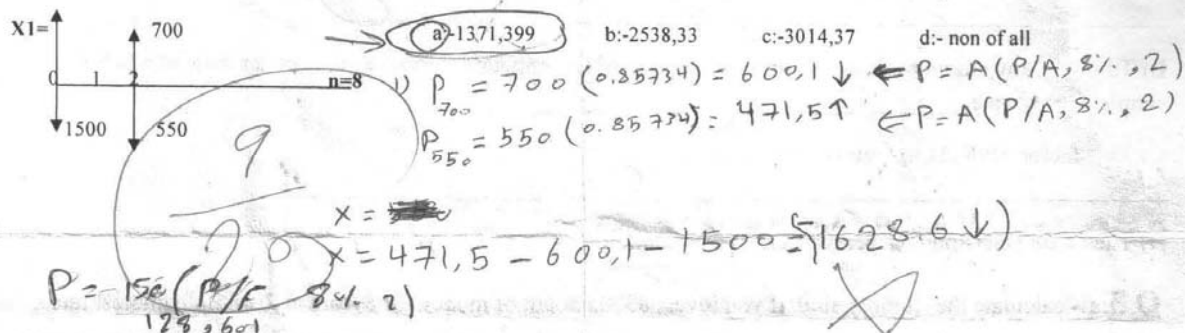 X1=
700
a:-1371,399 b:-2538,33 c:-3014,37 d:- non of all
0 1 2 n=8
1500 550
1) P700 = 700 (0.85734) = 600,1 ↓ ← P = A(P/A, 8%, 2)
P550 = 550 (0.85734) = 471,5 ↑ ← P = A(P/A, 8%, 2)
9
20
x =
x = 471,5 - 600,1 - 1500 = (1628.6 ↓)
P = 150 (P/F 8% 2)
128,601